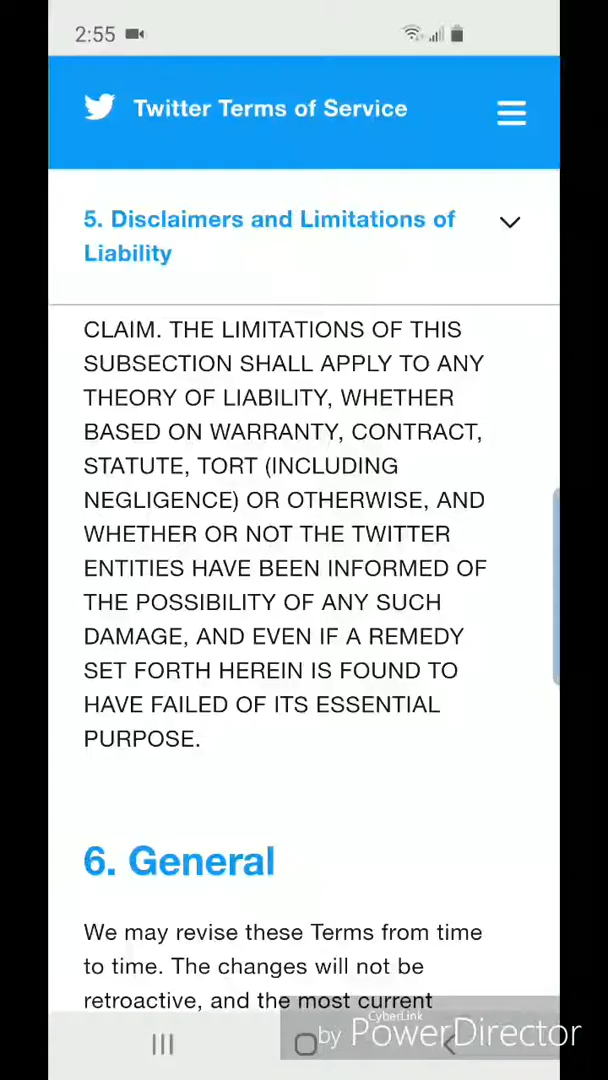 2:55
Twitter Terms of Service
5. Disclaimers and Limitations of
Liability
CLAIM. THE LIMITATIONS OF THIS
SUBSECTION SHALL APPLY TO ANY
THEORY OF LIABILITY, WHETHER
BASED ON WARRANTY, CONTRACT,
STATUTE, TORT (INCLUDING
NEGLIGENCE) OR OTHERWISE, AND
WHETHER OR NOT THE TWITTER
ENTITIES HAVE BEEN INFORMED OF
THE POSSIBILITY OF ANY SUCH
DAMAGE, AND EVEN IF A REMEDY
SET FORTH HEREIN IS FOUND TO
HAVE FAILED OF ITS ESSENTIAL
PURPOSE.
6. General
We may revise these Terms from time
to time. The changes will not be
retroactive, and the most current
CyberLink
by PowerDirector